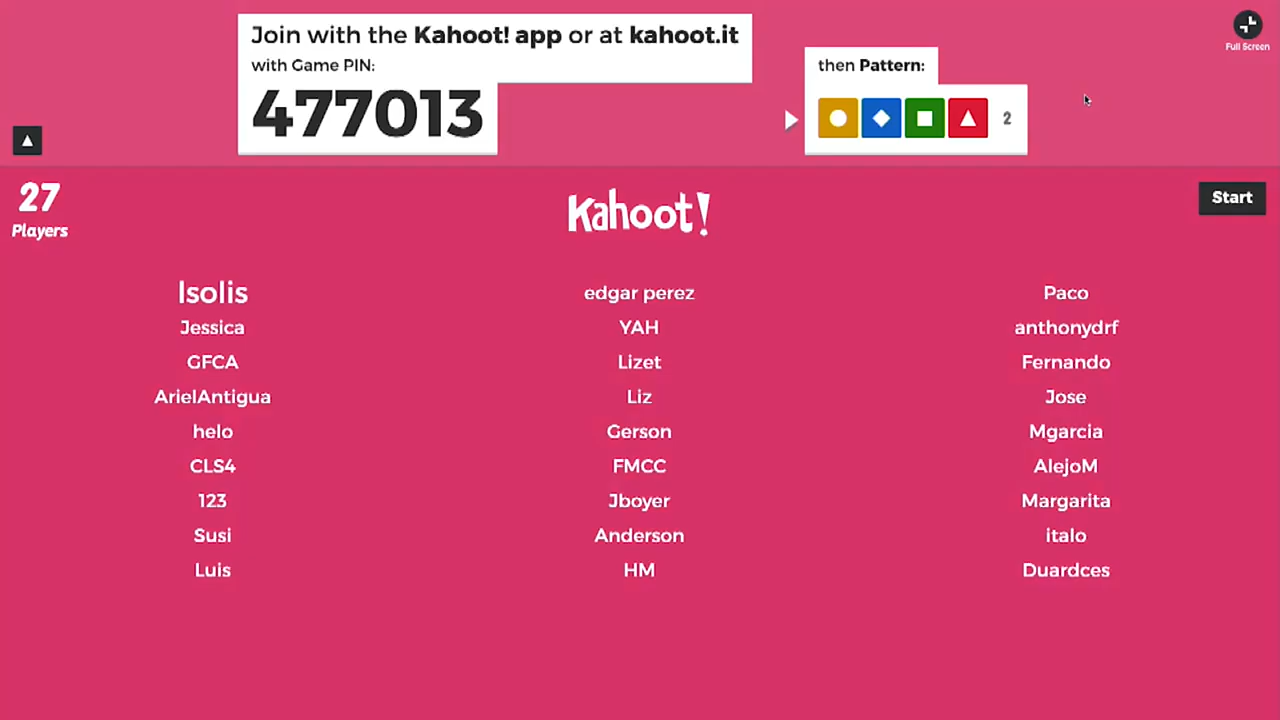 Join with the Kahoot! app or at kahoot.it
with Game PIN:
477013
then Pattern:
2
Full Screen
27
Players
Kahoot!
Start
lsolis
edgar perez
Paco
Jessica
YAH
anthonydrf
GFCA
Lizet
Fernando
ArielAntigua
Liz
Jose
helo
Gerson
Mgarcia
CLS4
FMCC
AlejoM
123
Jboyer
Margarita
Susi
Anderson
italo
Luis
HM
Duardces